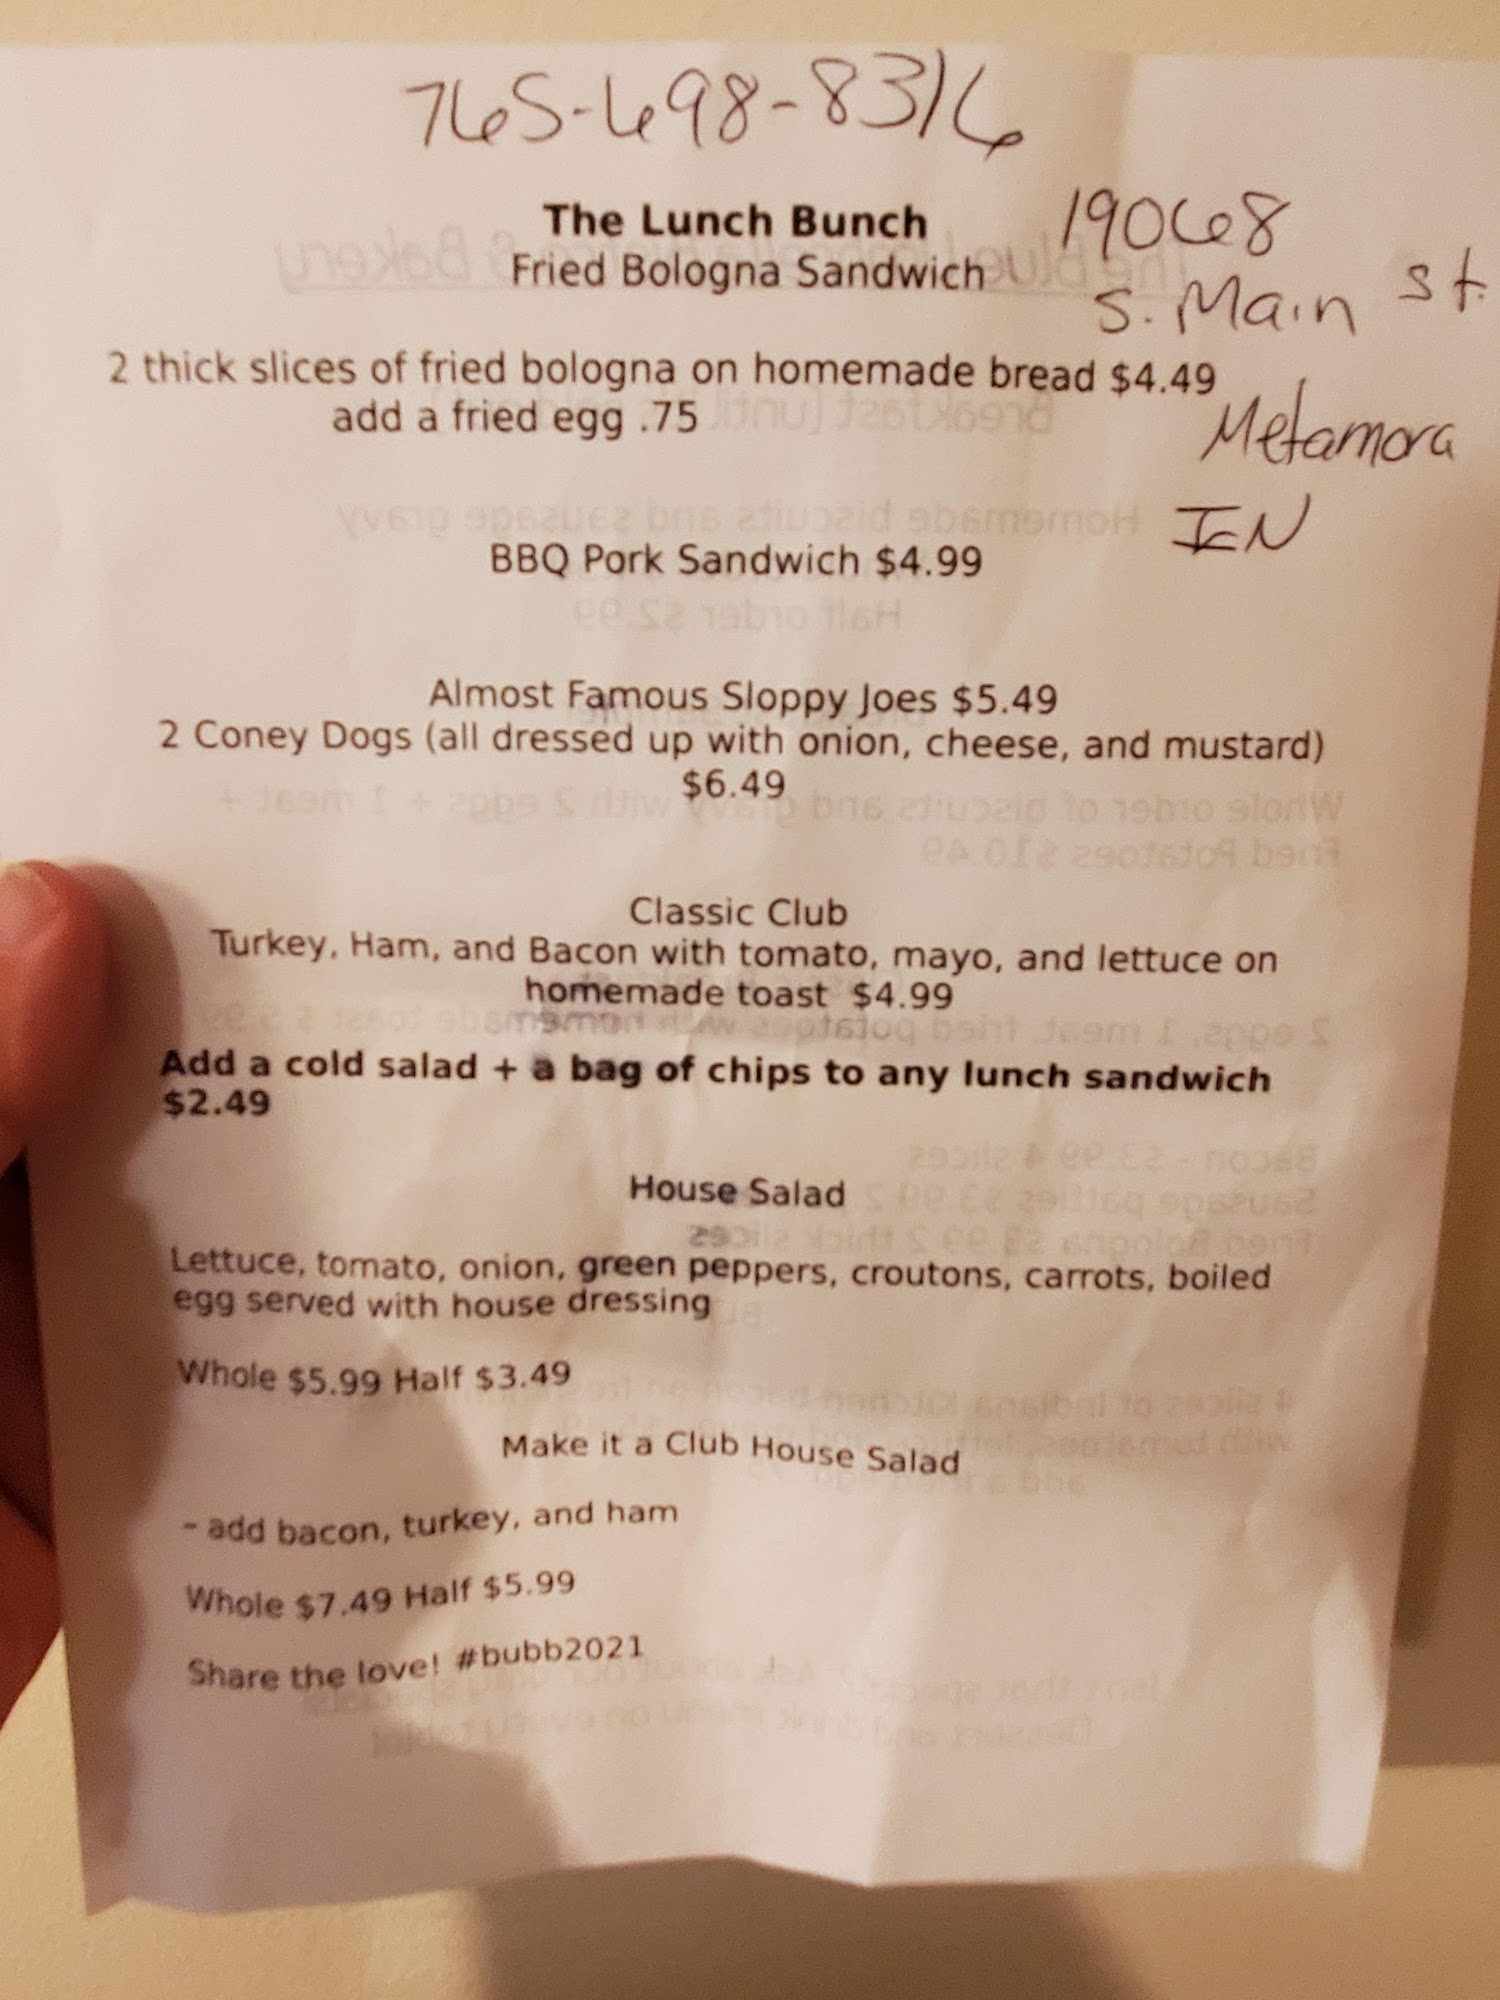 765-698-8316
The Lunch Bunch
19068
Fried Bologna Sandwich
S. Main St.
2 thick slices of fried bologna on homemade bread $4.49
add a fried egg .75
Metamora
IN
BBQ Pork Sandwich $4.99
Almost Famous Sloppy Joes $5.49
2 Coney Dogs (all dressed up with onion, cheese, and mustard)
$6.49
Classic Club
Turkey, Ham, and Bacon with tomato, mayo, and lettuce on
homemade toast $4.99
Add a cold salad + a bag of chips to any lunch sandwich
$2.49
House Salad
Lettuce, tomato, onion, green peppers, croutons, carrots, boiled
egg served with house dressing
Whole $5.99 Half $3.49
Make it a Club House Salad
- add bacon, turkey, and ham
Whole $7.49 Half $5.99
Share the love! #bubb2021